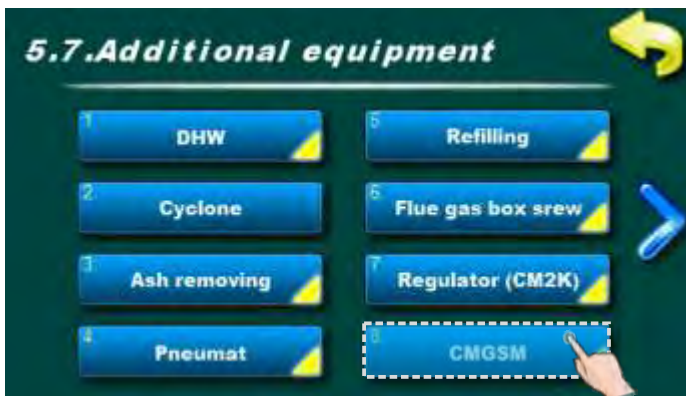 5.7.Additional equipment
1 DHW
2 Cyclone
3 Ash removing
4 Pneumat
5 Refilling
6 Flue gas box srew
7 Regulator (CM2K)
8 CMGSM